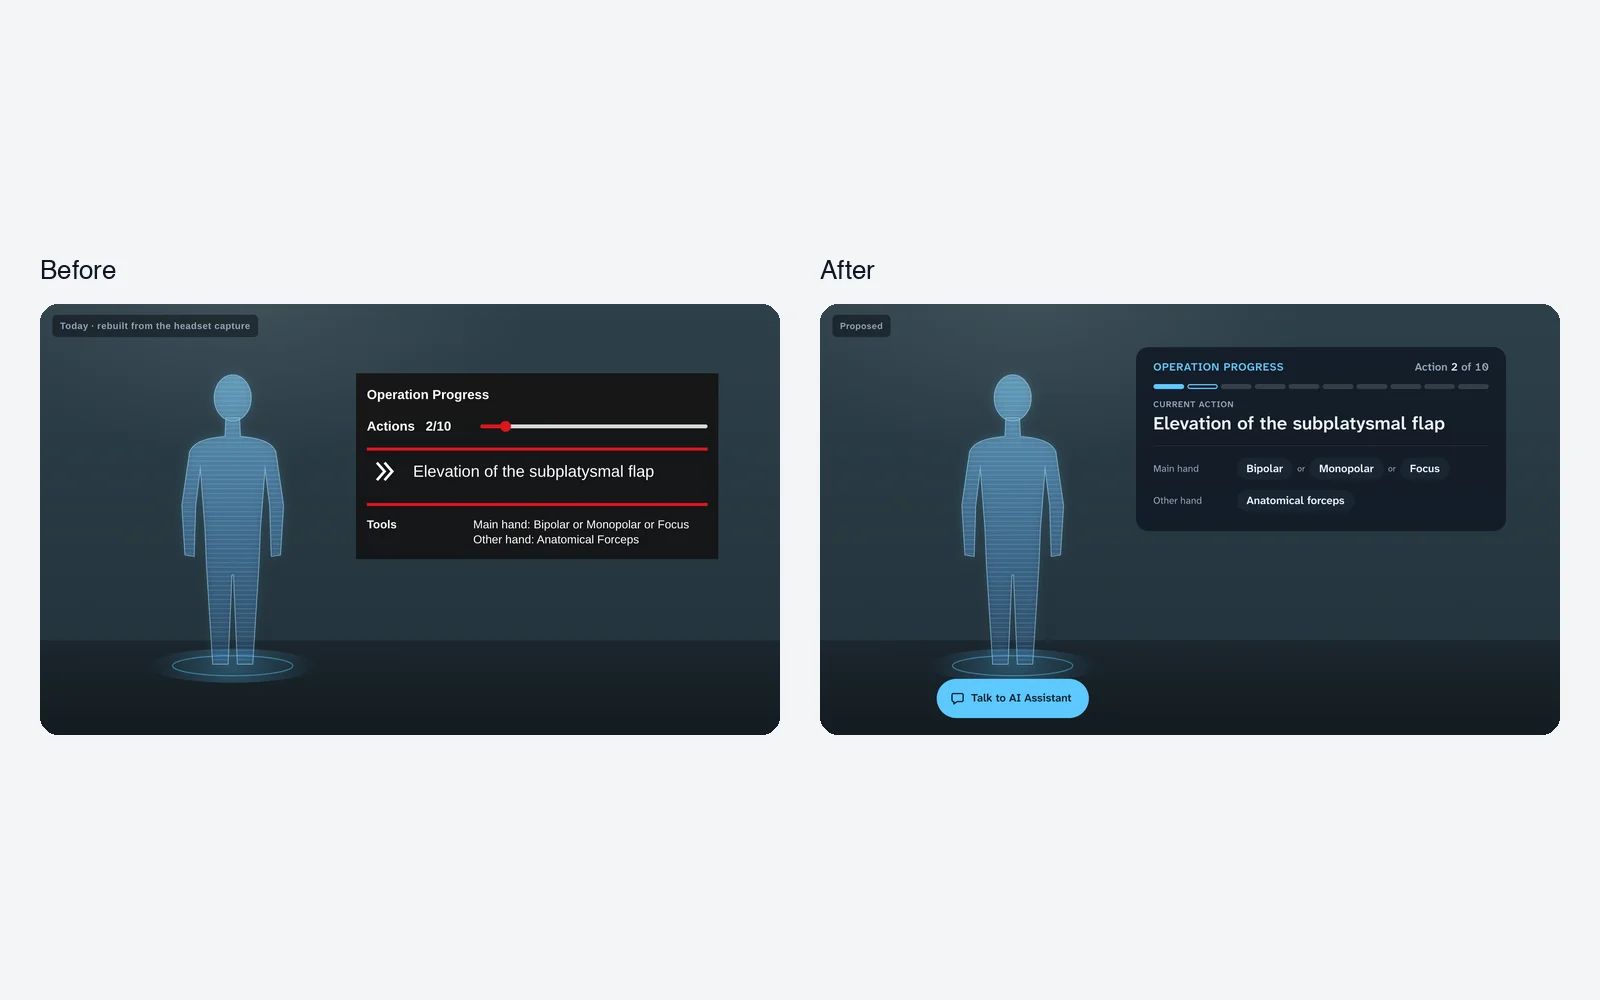 Before
Today · rebuilt from the headset capture
Operation Progress
Actions 2/10
Elevation of the subplatysmal flap
Tools
Main hand: Bipolar or Monopolar or Focus
Other hand: Anatomical Forceps
After
Proposed
OPERATION PROGRESS
Action 2 of 10
CURRENT ACTION
Elevation of the subplatysmal flap
Main hand Bipolar or Monopolar or Focus
Other hand Anatomical forceps
Talk to AI Assistant